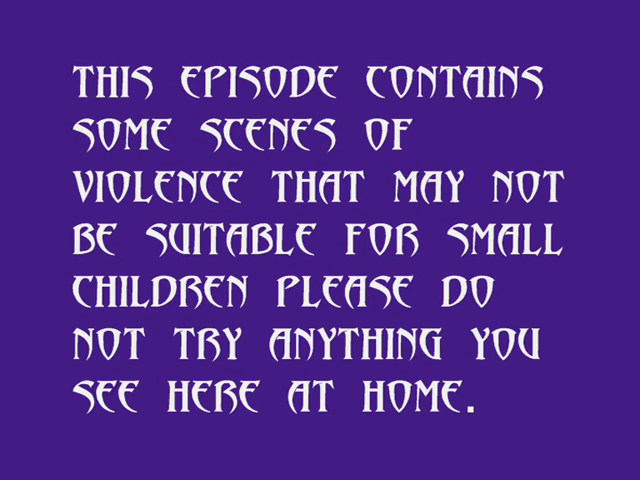 THIS EPISODE CONTAINS
SOME SCENES OF
VIOLENCE THAT MAY NOT
BE SUITABLE FOR SMALL
CHILDREN PLEASE DO
NOT TRY ANYTHING YOU
SEE HERE AT HOME.